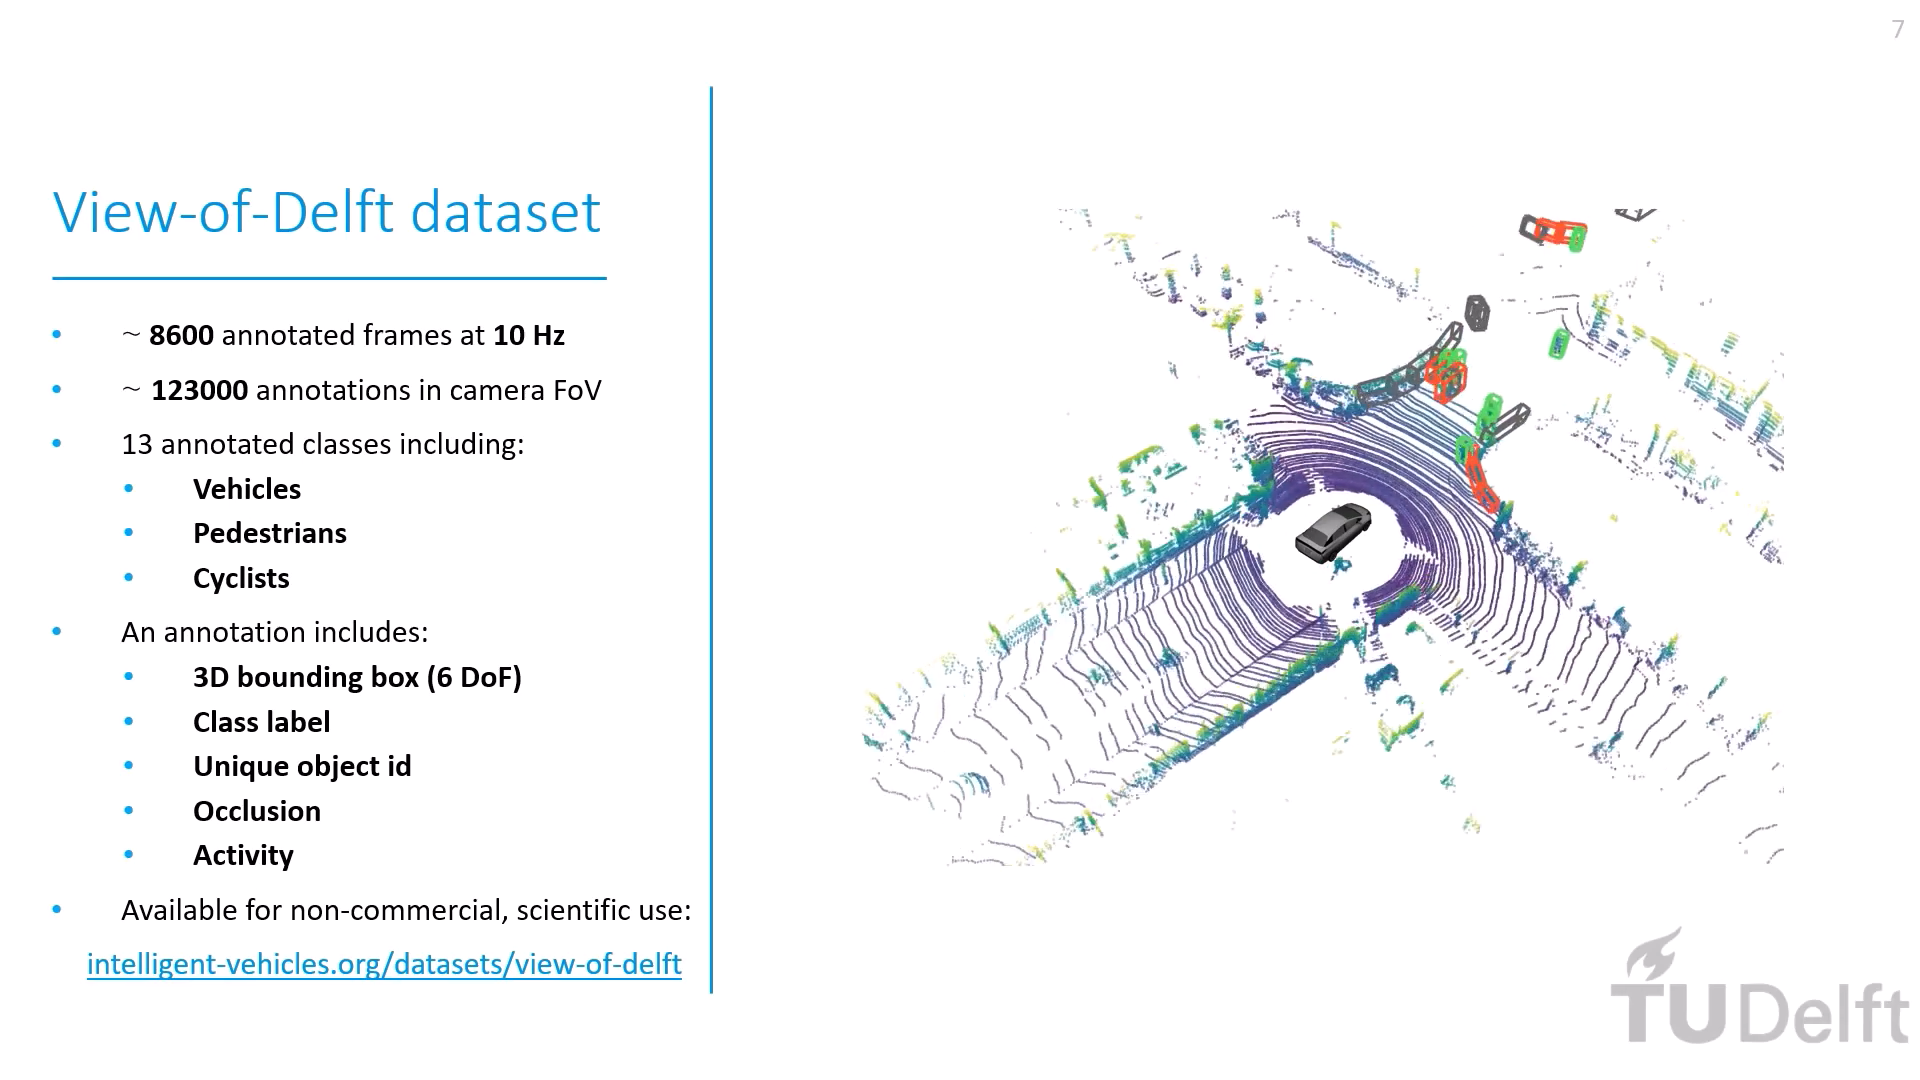 7
View-of-Delft dataset
• ~ 8600 annotated frames at 10 Hz
• ~ 123000 annotations in camera FoV
• 13 annotated classes including:
• Vehicles
• Pedestrians
• Cyclists
• An annotation includes:
• 3D bounding box (6 DoF)
• Class label
• Unique object id
• Occlusion
• Activity
• Available for non-commercial, scientific use:
intelligent-vehicles.org/datasets/view-of-delft
TUDelft